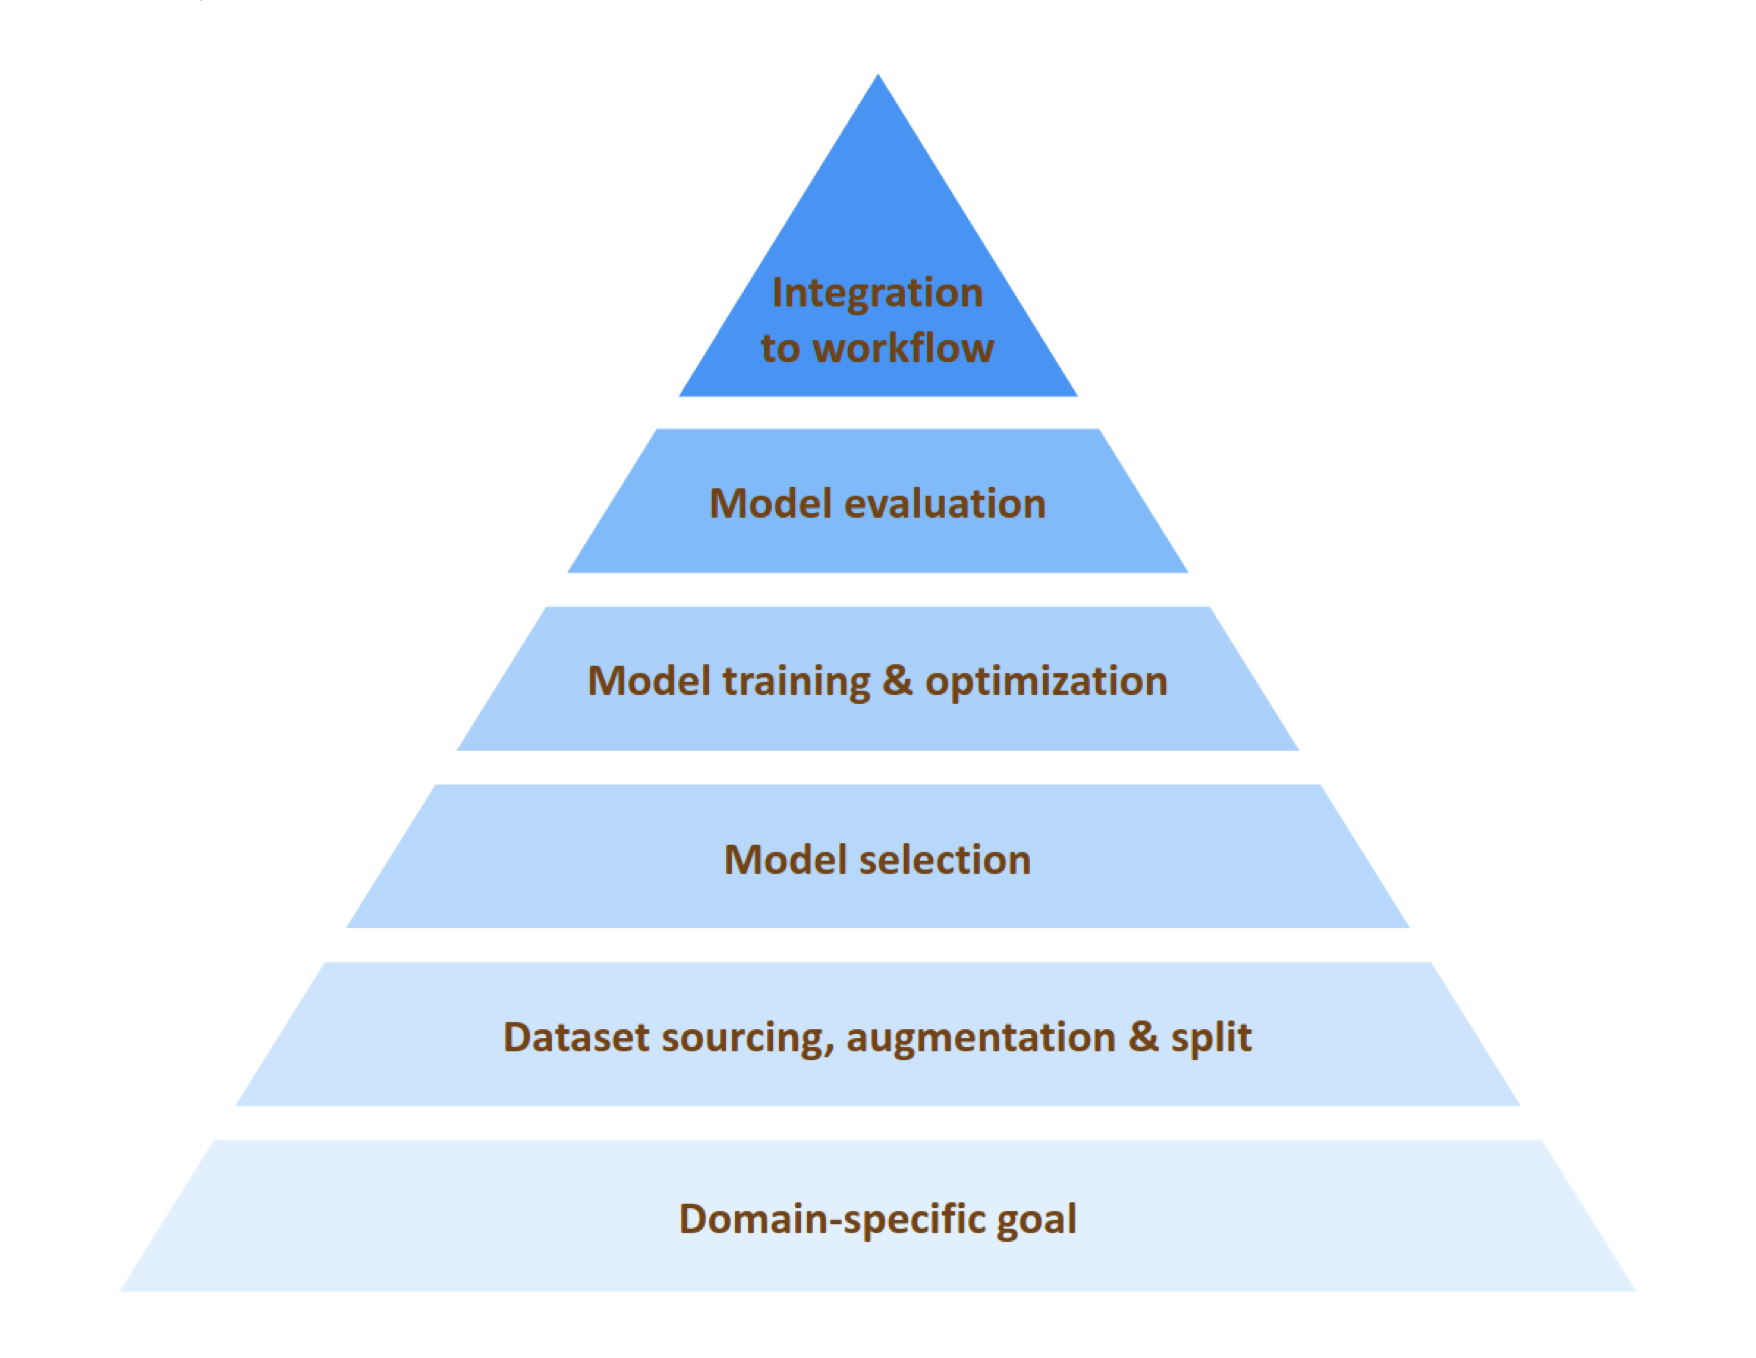 Integration
to workflow
Model evaluation
Model training & optimization
Model selection
Dataset sourcing, augmentation & split
Domain-specific goal